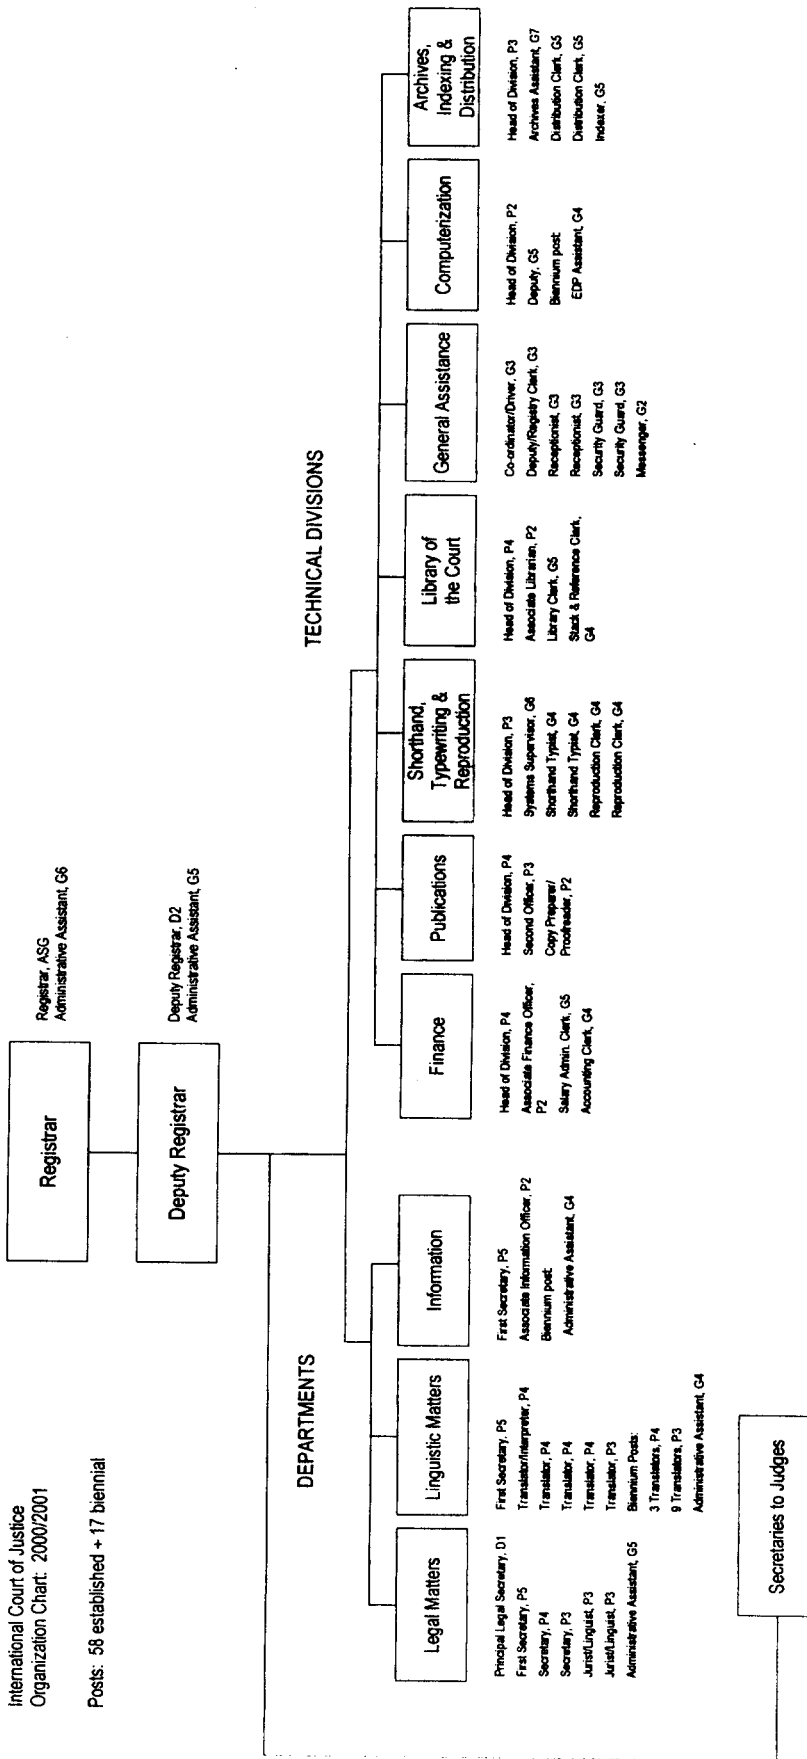 International Court of Justice
Organization Chart: 2000/2001
Posts: 58 established + 17 biennial
Registrar
Registrar, ASG
Administrative Assistant, G6
Deputy Registrar
Deputy Registrar, D2
Administrative Assistant, G5
DEPARTMENTS
Legal Matters
Principal Legal Secretary, D1
First Secretary, P5
Secretary, P4
Secretary, P3
Jurist/Linguist, P3
Jurist/Linguist, P3
Administrative Assistant, G5
Linguistic Matters
First Secretary, P5
Translator/Interpreter, P4
Translator, P4
Translator, P4
Translator, P4
Translator, P3
Biennium Posts:
3 Translators, P4
9 Translators, P3
Administrative Assistant, G4
Information
First Secretary, P5
Associate Information Officer, P2
Biennium post:
Administrative Assistant, G4
TECHNICAL DIVISIONS
Finance
Head of Division, P4
Associate Finance Officer,
P2
Salary Admin. Clerk, G5
Accounting Clerk, G4
Publications
Head of Division, P4
Second Officer, P3
Copy Preparer/
Proofreader, P2
Shorthand,
Typewriting &
Reproduction
Head of Division, P3
Systems Supervisor, G6
Shorthand Typist, G4
Shorthand Typist, G4
Reproduction Clerk, G4
Reproduction Clerk, G4
Library of
the Court
Head of Division, P4
Associate Librarian, P2
Library Clerk, G5
Stack & Reference Clerk,
G4
General Assistance
Co-ordinator/Driver, G3
Deputy/Registry Clerk, G3
Receptionist, G3
Receptionist, G3
Security Guard, G3
Security Guard, G3
Messenger, G2
Computerization
Head of Division, P2
Deputy, G5
Biennium post:
EDP Assistant, G4
Archives,
Indexing &
Distribution
Head of Division, P3
Archives Assistant, G7
Distribution Clerk, G5
Distribution Clerk, G5
Indexer, G5
Secretaries to Judges